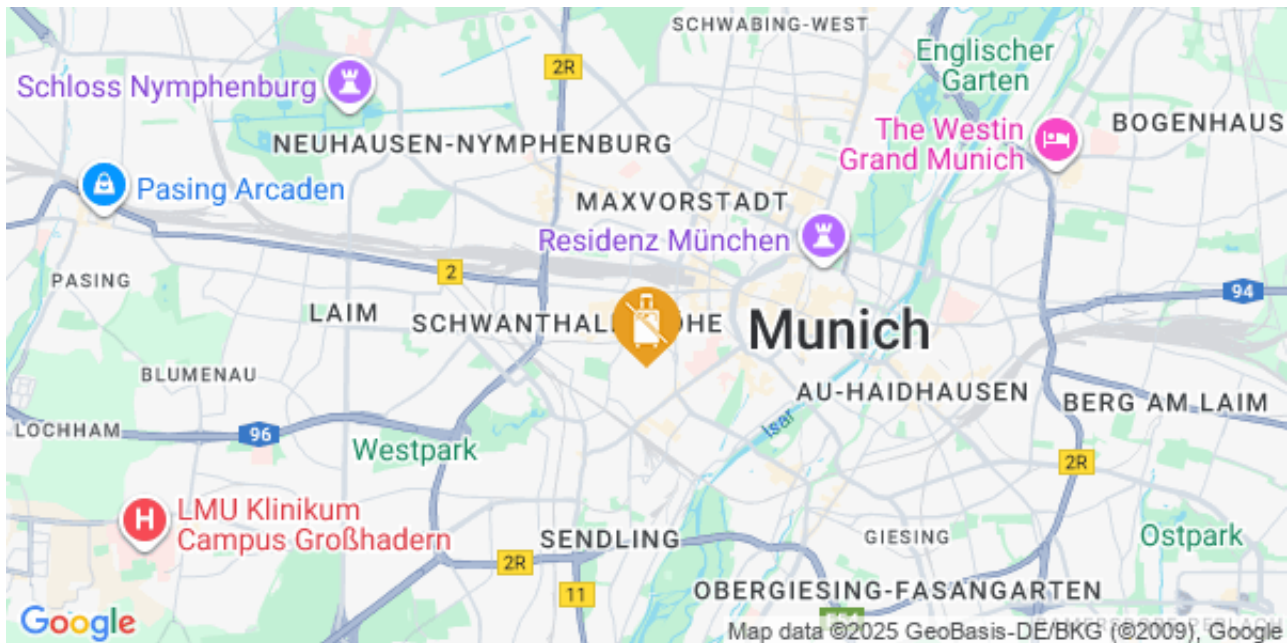 SCHWABING-WEST
2R
Englischer
Garten
Schloss Nymphenburg
The Westin
Grand Munich
BOGENHAUS
NEUHAUSEN-NYMPHENBURG
Pasing Arcaden
MAXVORSTADT
Residenz München
PASING
2
94
LAIM
SCHWANTHAL
ÖHE
Munich
BLUMENAU
AU-HAIDHAUSEN
BERG AM LAIM
LOCHHAM
96
Westpark
Isar
2R
H
LMU Klinikum
Campus Großhadern
SENDLING
GIESING
Ostpark
2R
11
OBERGIESING-FASANGARTEN
Google
Map data ©2025 GeoBasis-DE/BKG (©2009), Google